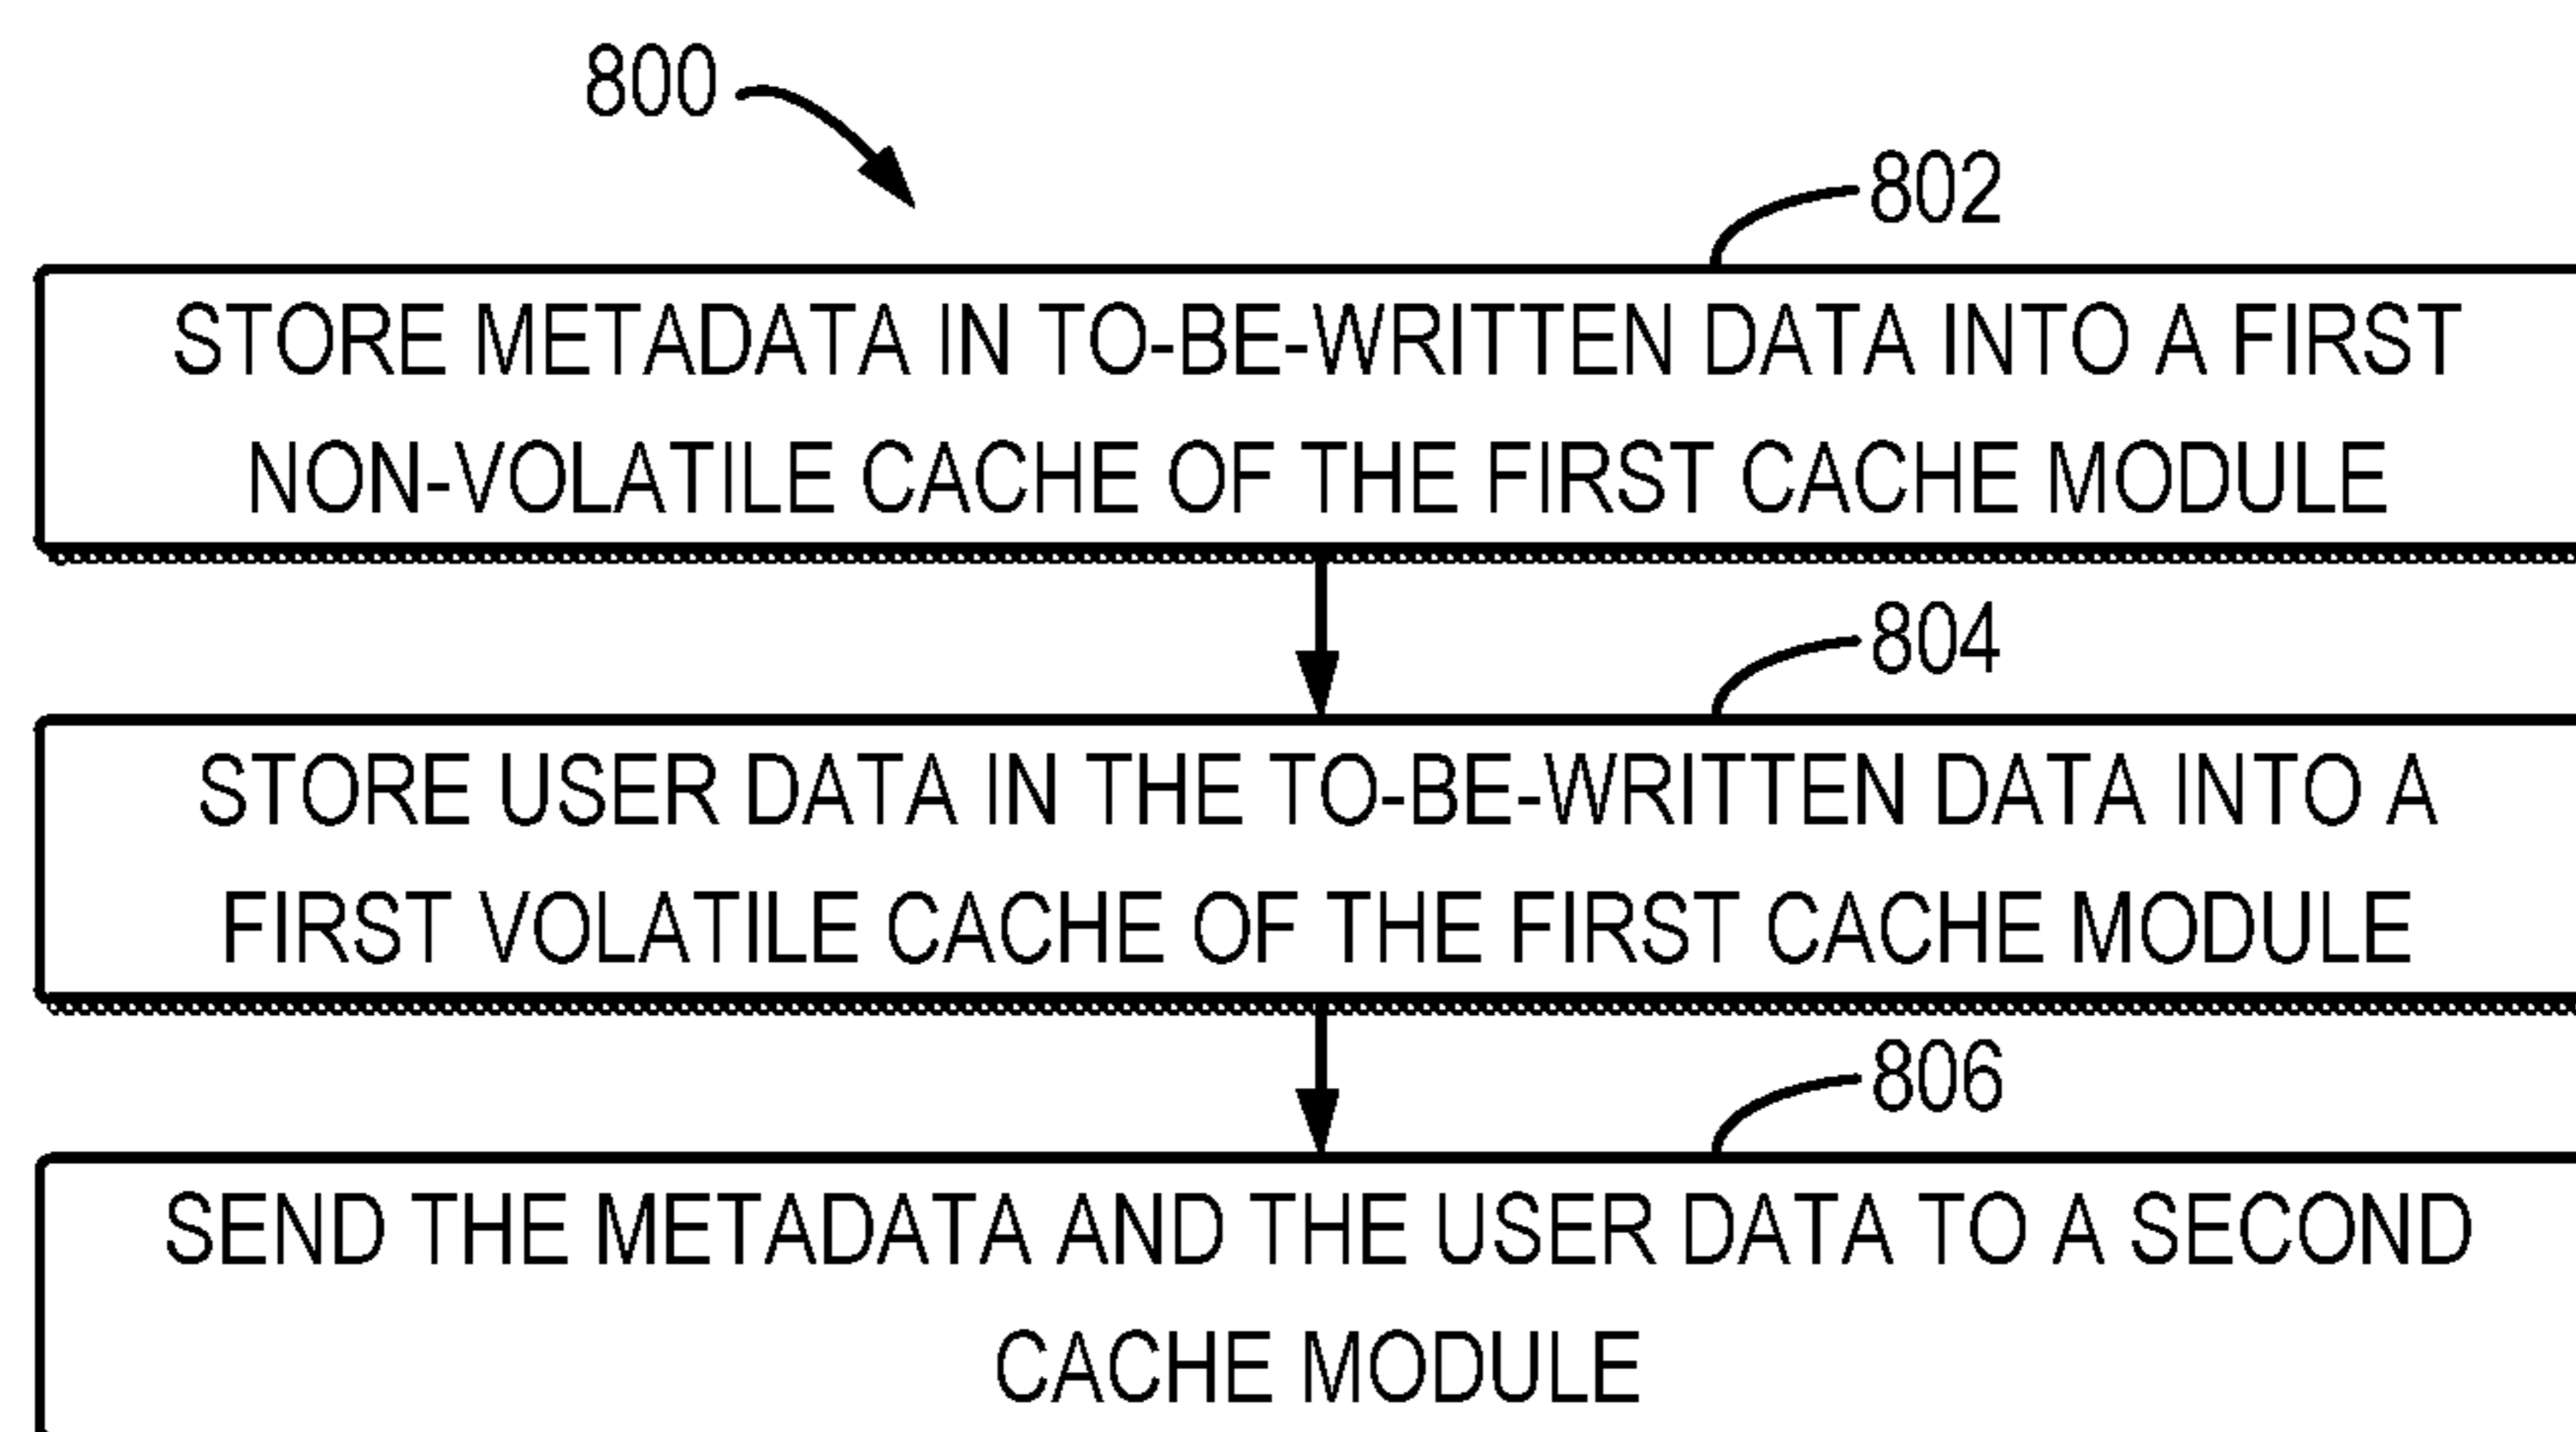 800
802
STORE METADATA IN TO-BE-WRITTEN DATA INTO A FIRST
NON-VOLATILE CACHE OF THE FIRST CACHE MODULE
804
STORE USER DATA IN THE TO-BE-WRITTEN DATA INTO A
FIRST VOLATILE CACHE OF THE FIRST CACHE MODULE
806
SEND THE METADATA AND THE USER DATA TO A SECOND
CACHE MODULE